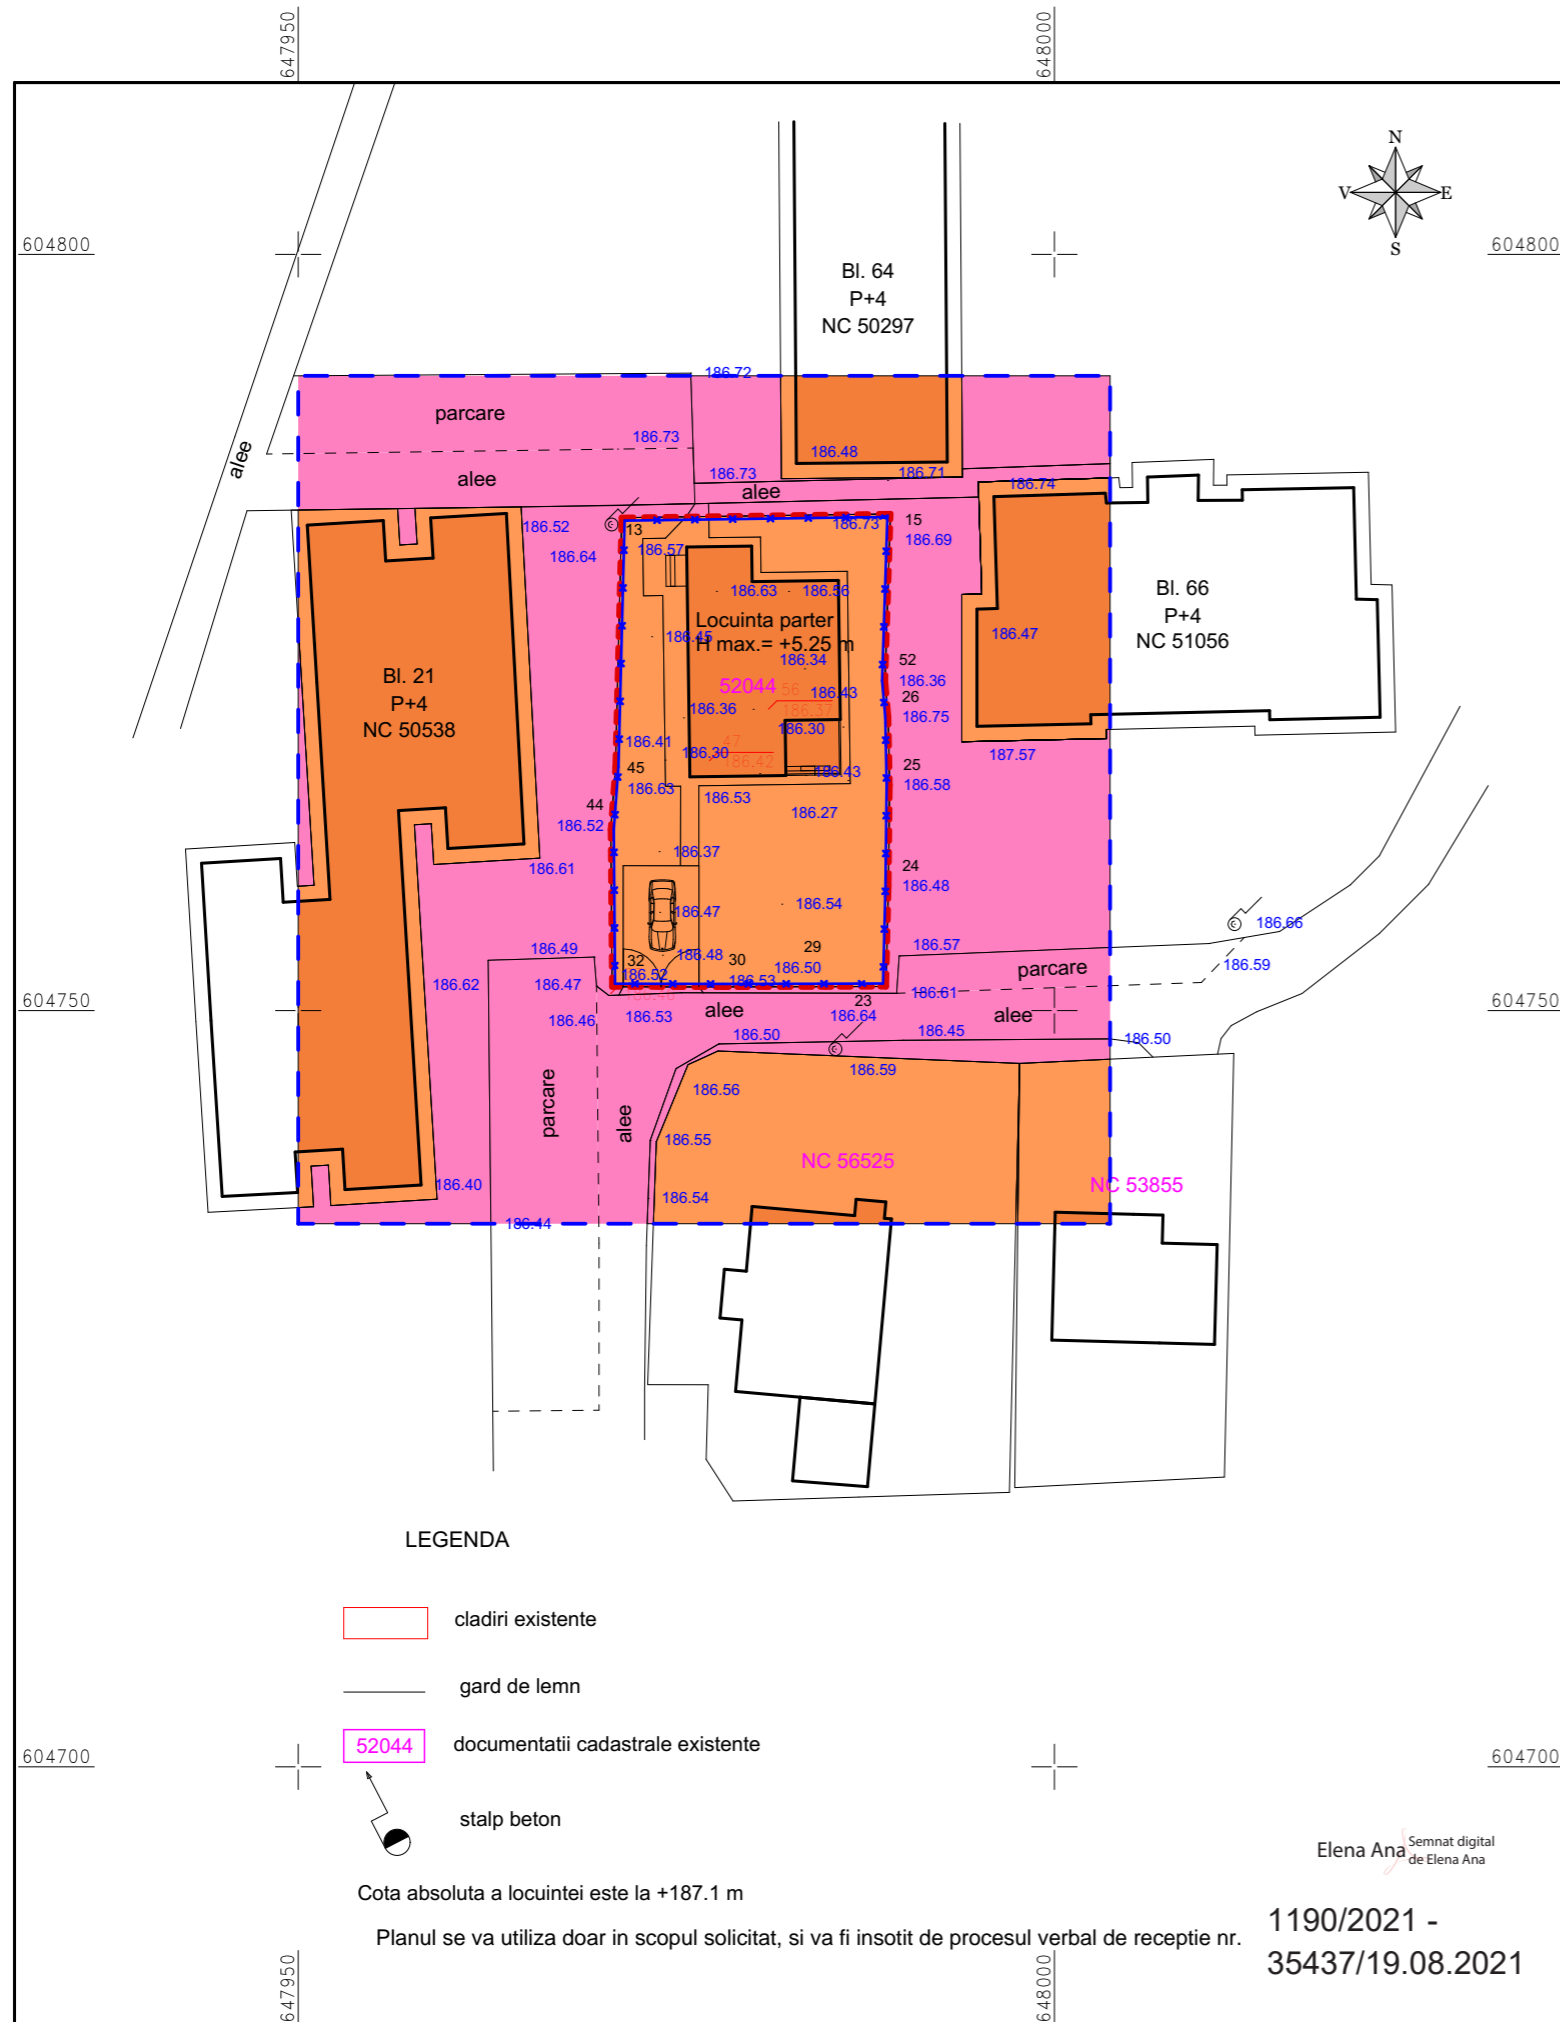 647950
648000
N
V
E
S
604800
604800
Bl. 64
P+4
NC 50297
186.72
parcare
186.73
alee
186.48
alee
186.73
186.71
186.74
alee
186.52
13
186.73
15
186.64
186.57
186.69
186.63
186.56
Bl. 66
P+4
NC 51056
Locuinta parter
H max.= +5.25 m
186.45
186.47
186.34
52
Bl. 21
P+4
NC 50538
52044
56
186.43
186.36
26
186.36
186.37
186.75
186.30
186.41
47
186.30
187.57
186.42
45
186.43
25
186.63
186.58
186.53
44
186.27
186.52
186.37
186.61
24
186.48
186.54
186.47
186.66
186.49
186.48
29
186.57
32
30
186.59
186.52
186.50
parcare
186.62
186.47
186.53
186.61
186.46
23
604750
604750
186.46
186.53
alee
186.64
alee
186.50
186.45
186.50
186.59
186.56
parcare
alee
186.55
NC 56525
NC 53855
186.40
186.54
186.44
LEGENDA
cladiri existente
gard de lemn
52044
documentatii cadastrale existente
604700
604700
stalp beton
Elena Ana
Semnat digital
de Elena Ana
Cota absoluta a locuintei este la +187.1 m
Planul se va utiliza doar in scopul solicitat, si va fi insotit de procesul verbal de receptie nr.
1190/2021 -
35437/19.08.2021
647950
648000